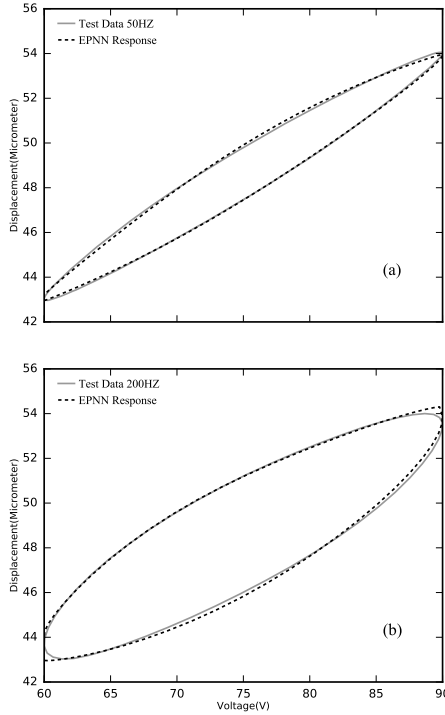 56
54
52
50
48
46
44
42
Displacement(Micrometer)
Test Data 50HZ
EPNN Response
(a)
56
54
52
50
48
46
44
42
Displacement(Micrometer)
Test Data 200HZ
EPNN Response
(b)
60 65 70 75 80 85 90
Voltage(V)